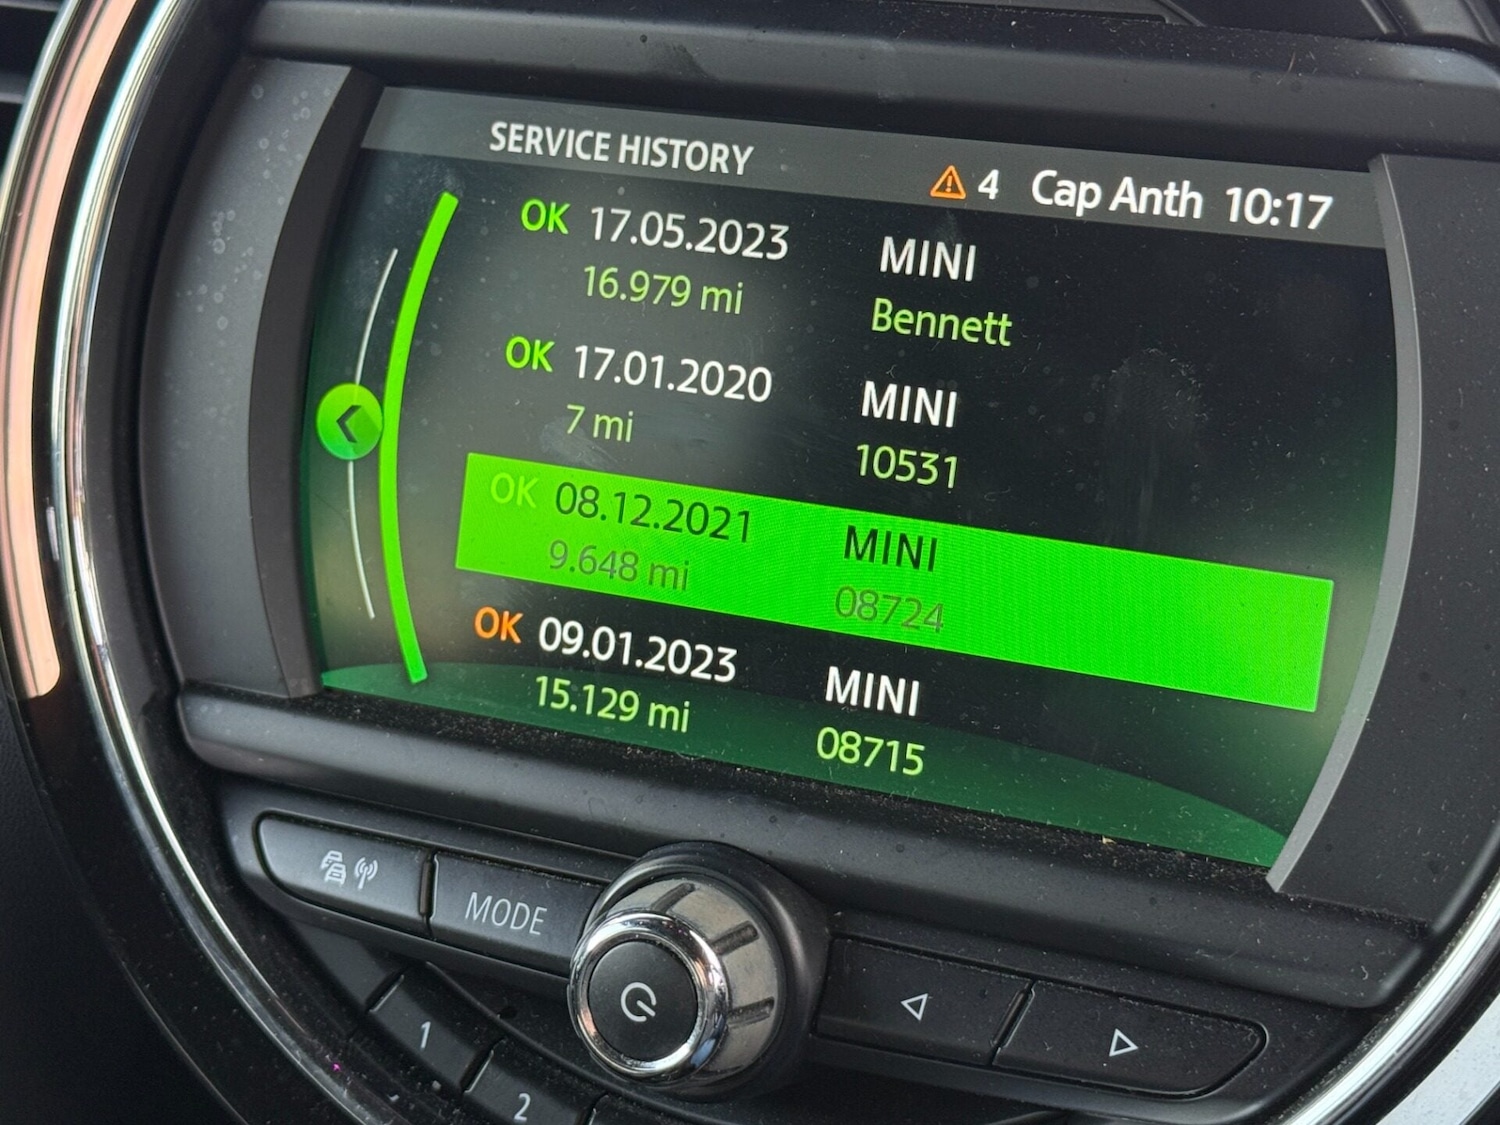 SERVICE HISTORY
4 Cap Anth 10:17
OK 17.05.2023 MINI
16.979 mi Bennett
OK 17.01.2020 MINI
7 mi 10531
OK 08.12.2021 MINI
9.648 mi 08724
OK 09.01.2023 MINI
15.129 mi 08715
MODE
1
2